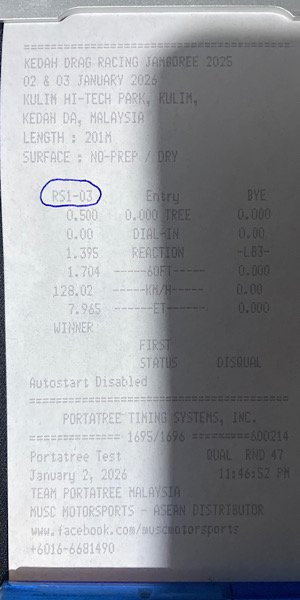 ================================
KEDAH DRAG RACING JAMBOREE 2025
02 & 03 JANUARY 2026
KULIM HI-TECH PARK, KULIM,
KEDAH DA, MALAYSIA
LENGTH : 201M
SURFACE : NO-PREP / DRY
RS1-03 Entry BYE
0.500 0.000 TREE 0.000
0.00 DIAL-IN 0.00
1.395 REACTION -LB3-
1.704 -----60FT----- 0.000
128.02 -----KM/H----- 0.00
7.965 ------ET------ 0.000
WINNER
FIRST
STATUS DISQUAL
Autostart Disabled
================================
PORTATREE TIMING SYSTEMS, INC.
============= 1695/1696 =========600214
Portatree Test QUAL RND 47
January 2, 2026 11:46:52 PM
TEAM PORTATREE MALAYSIA
MUSC MOTORSPORTS - ASEAN DISTRIBUTOR
www.facebook.com/muscmotorsports
+6016-6681490